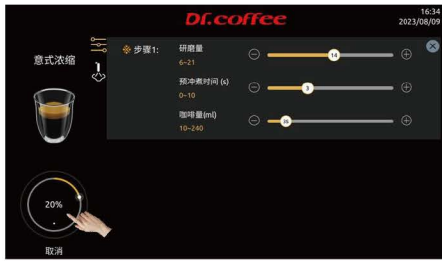 Dr.coffee
16:34
2023/08/09
意式浓缩
步骤1:
研磨量
6~21
14
预冲煮时间 (s)
0~10
3
咖啡量(ml)
10~240
36
20%
取消